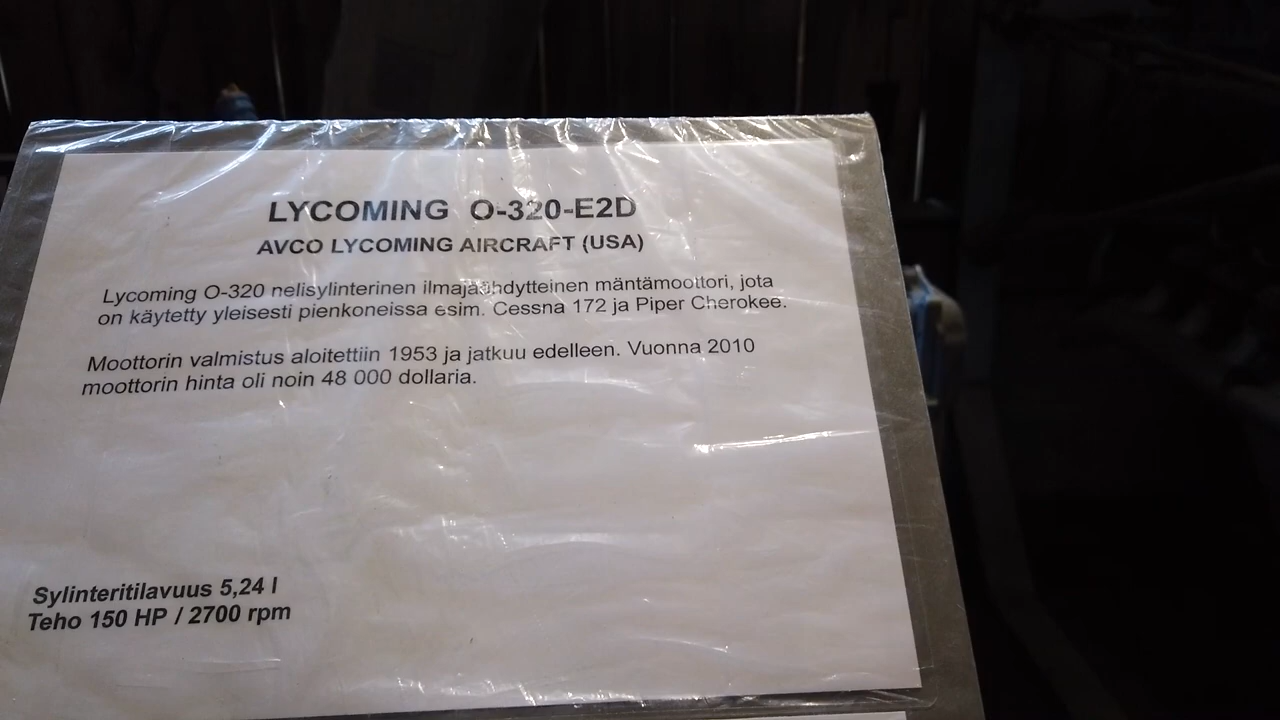 LYCOMING O-320-E2D
AVCO LYCOMING AIRCRAFT (USA)
Lycoming O-320 nelisylinterinen ilmajäähdytteinen mäntämoottori, jota
on käytetty yleisesti pienkoneissa esim. Cessna 172 ja Piper Cherokee.
Moottorin valmistus aloitettiin 1953 ja jatkuu edelleen. Vuonna 2010
moottorin hinta oli noin 48 000 dollaria.
Sylinteritilavuus 5,24 l
Teho 150 HP / 2700 rpm